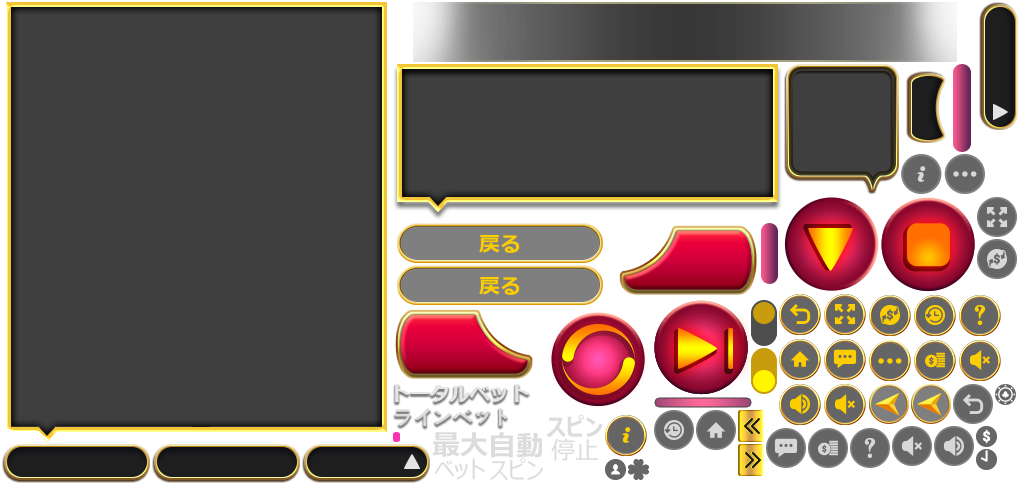 戻る
戻る
トータルベット
ラインベット
最大自動
ベットスピン
スピン
停止